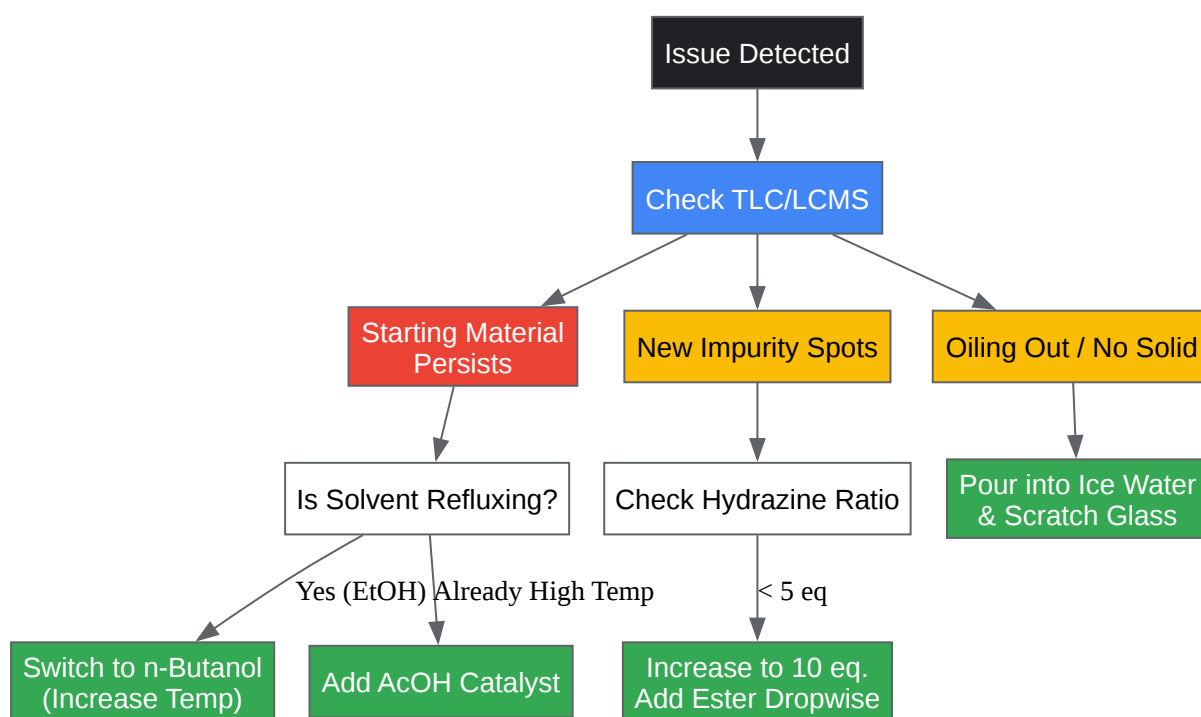 Issue Detected
Check TLC/LCMS
Starting Material
Persists
New Impurity Spots
Oiling Out / No Solid
Is Solvent Refluxing?
Check Hydrazine Ratio
Pour into Ice Water
& Scratch Glass
Yes (EtOH)
Already High Temp
< 5 eq
Switch to n-Butanol
(Increase Temp)
Add AcOH Catalyst
Increase to 10 eq.
Add Ester Dropwise